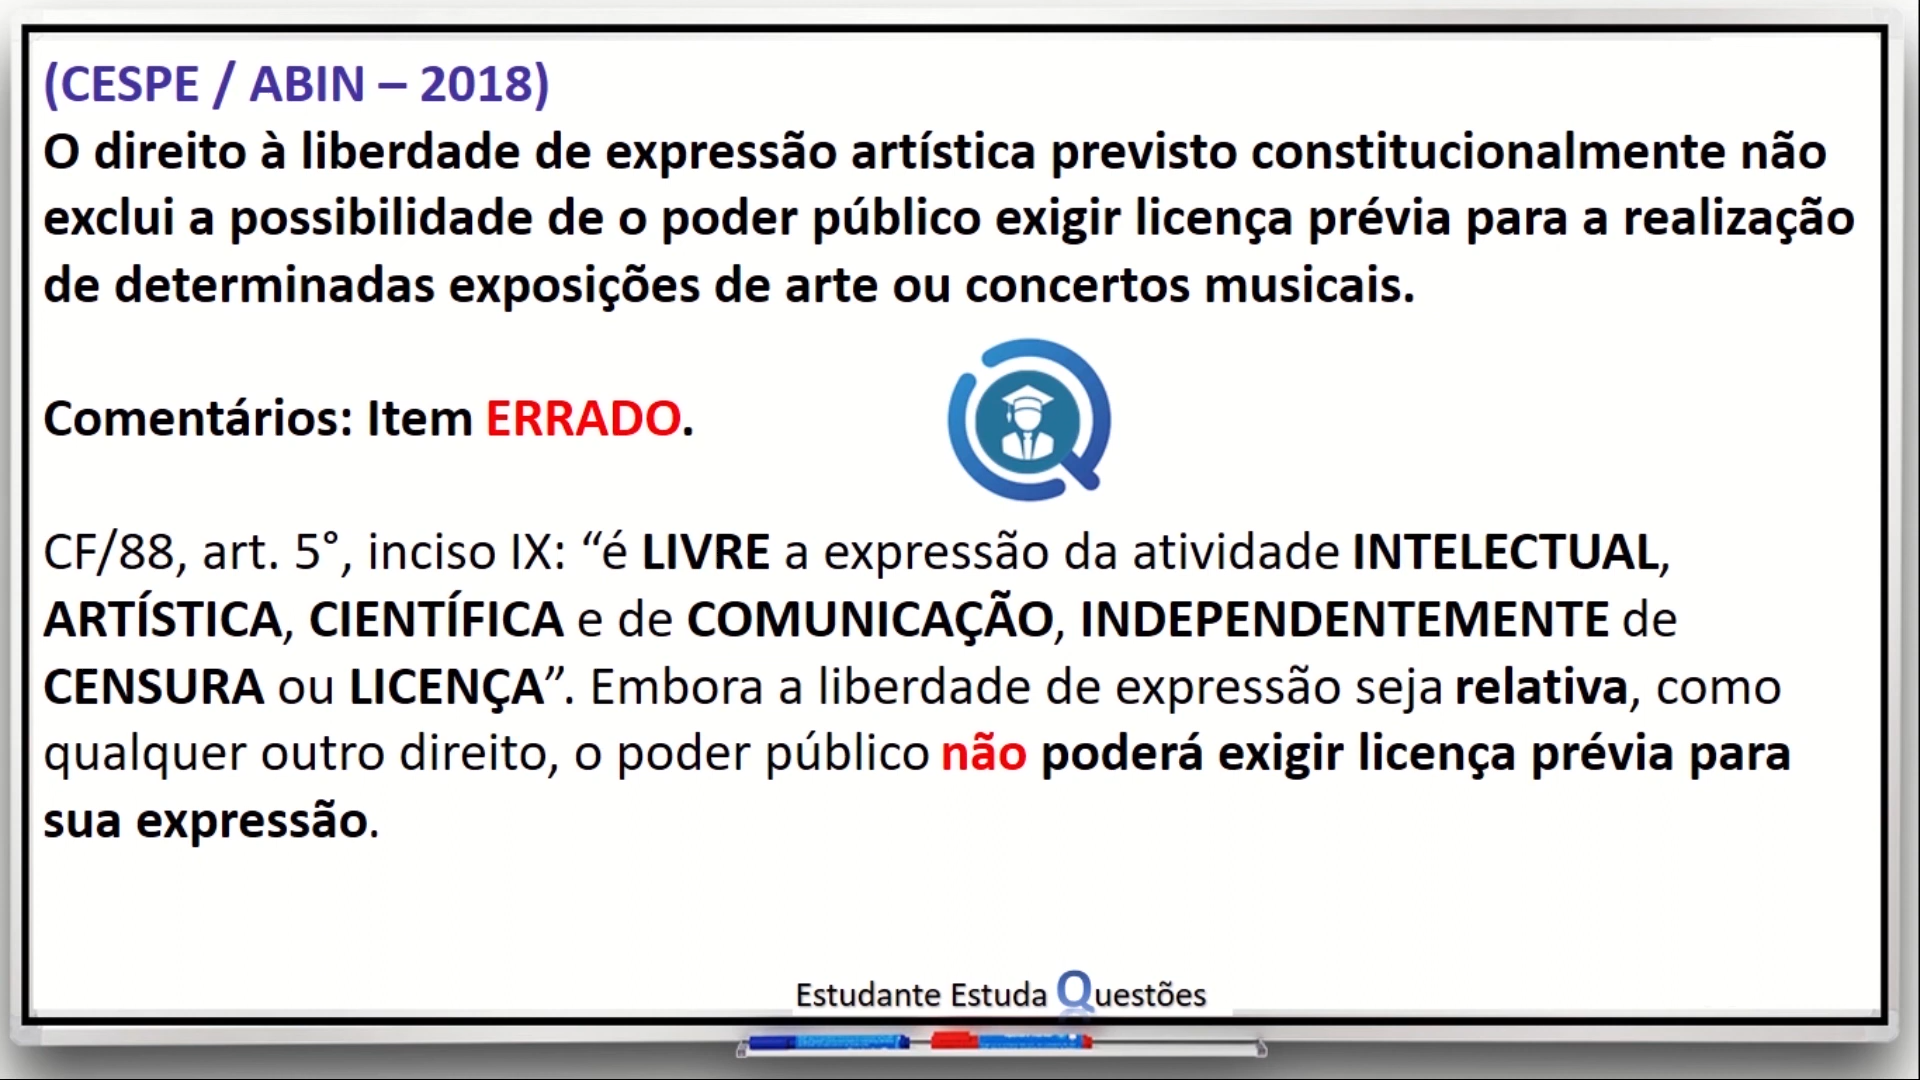 (CESPE / ABIN – 2018)
O direito à liberdade de expressão artística previsto constitucionalmente não
exclui a possibilidade de o poder público exigir licença prévia para a realização
de determinadas exposições de arte ou concertos musicais.
Comentários: Item ERRADO.
CF/88, art. 5°, inciso IX: “é LIVRE a expressão da atividade INTELECTUAL,
ARTÍSTICA, CIENTÍFICA e de COMUNICAÇÃO, INDEPENDENTEMENTE de
CENSURA ou LICENÇA”. Embora a liberdade de expressão seja relativa, como
qualquer outro direito, o poder público não poderá exigir licença prévia para
sua expressão.
Estudante Estuda Questões